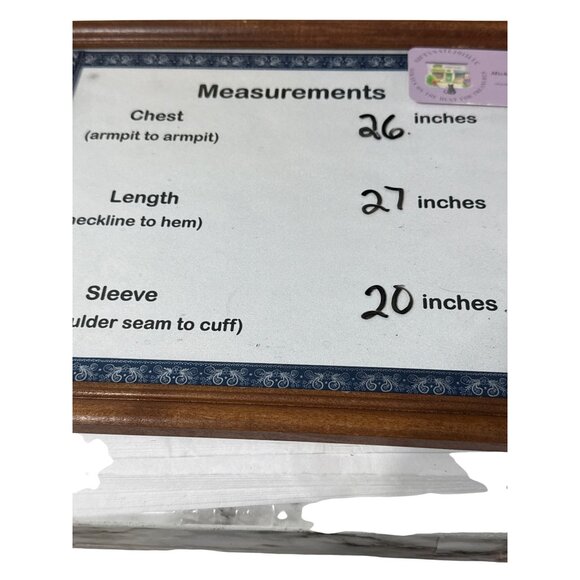 Measurements
Chest
26. inches
(armpit to armpit)
Length
27 inches
neckline to hem)
Sleeve
20 inches
ulder seam to cuff)